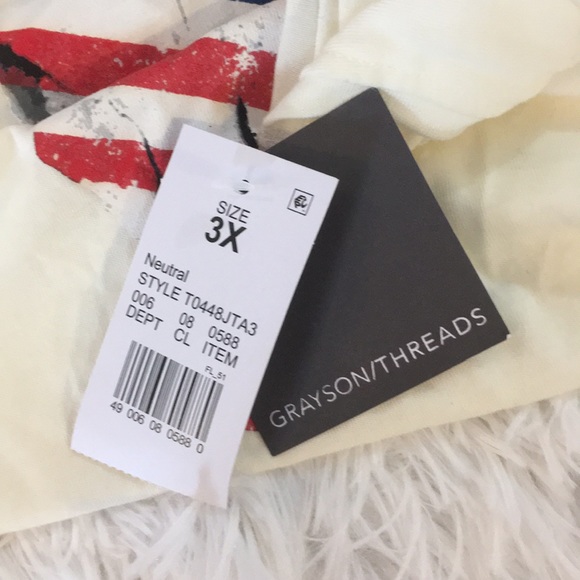 SIZE
3X
Neutral
STYLE T0448JTA3
006 08 0588
DEPT CL ITEM
FL_51
49 006 08 0588 0
GRAYSON/THREADS